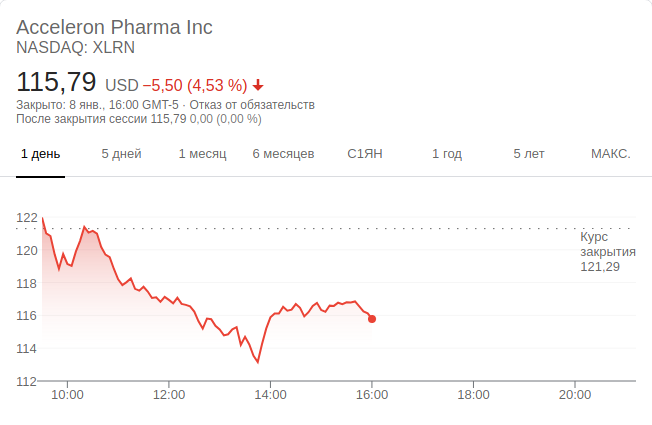 Acceleron Pharma Inc
NASDAQ: XLRN
115,79 USD −5,50 (4,53 %)
Закрыто: 8 янв., 16:00 GMT-5 · Отказ от обязательств
После закрытия сессии 115,79 0,00 (0,00 %)
1 день 5 дней 1 месяц 6 месяцев С1ЯН 1 год 5 лет МАКС.
122
Курс
закрытия
121,29
120
118
116
114
112
10:00 12:00 14:00 16:00 18:00 20:00